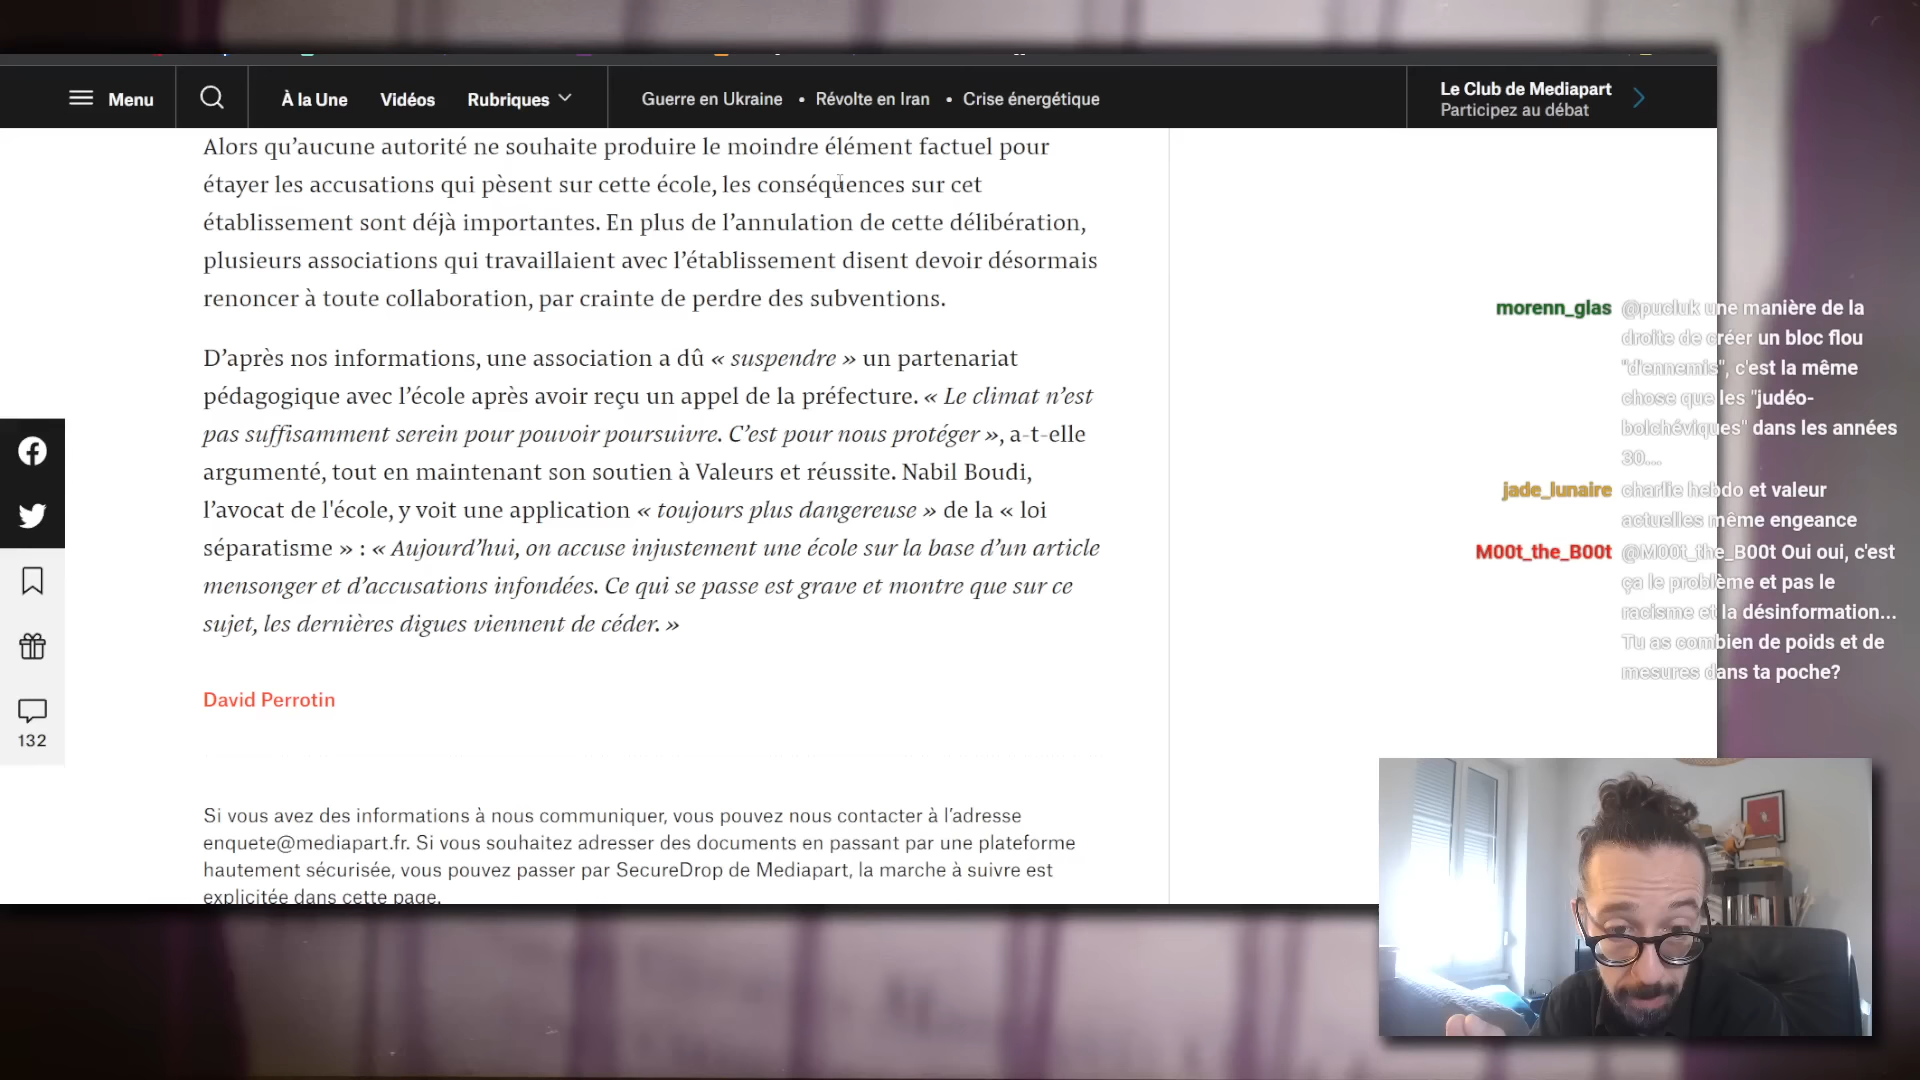 Menu
À la Une
Vidéos
Rubriques
Guerre en Ukraine • Révolte en Iran • Crise énergétique
Le Club de Mediapart
Participez au débat
Alors qu’aucune autorité ne souhaite produire le moindre élément factuel pour
étayer les accusations qui pèsent sur cette école, les conséquences sur cet
établissement sont déjà importantes. En plus de l’annulation de cette délibération,
plusieurs associations qui travaillaient avec l’établissement disent devoir désormais
renoncer à toute collaboration, par crainte de perdre des subventions.
D’après nos informations, une association a dû « suspendre » un partenariat
pédagogique avec l’école après avoir reçu un appel de la préfecture. « Le climat n’est
pas suffisamment serein pour pouvoir poursuivre. C’est pour nous protéger », a-t-elle
argumenté, tout en maintenant son soutien à Valeurs et réussite. Nabil Boudi,
l’avocat de l'école, y voit une application « toujours plus dangereuse » de la « loi
séparatisme » : « Aujourd’hui, on accuse injustement une école sur la base d’un article
mensonger et d’accusations infondées. Ce qui se passe est grave et montre que sur ce
sujet, les dernières digues viennent de céder. »
David Perrotin
132
Si vous avez des informations à nous communiquer, vous pouvez nous contacter à l’adresse
enquete@mediapart.fr. Si vous souhaitez adresser des documents en passant par une plateforme
hautement sécurisée, vous pouvez passer par SecureDrop de Mediapart, la marche à suivre est
explicitée dans cette page.
morenn_glas @pucluk une manière de la
droite de créer un bloc flou
"d'ennemis", c'est la même
chose que les "judéo-
bolchéviques" dans les années
30...
jade_lunaire charlie hebdo et valeur
actuelles même engeance
M00t_the_B00t @M00t_the_B00t Oui oui, c'est
ça le problème et pas le
racisme et la désinformation...
Tu as combien de poids et de
mesures dans ta poche?